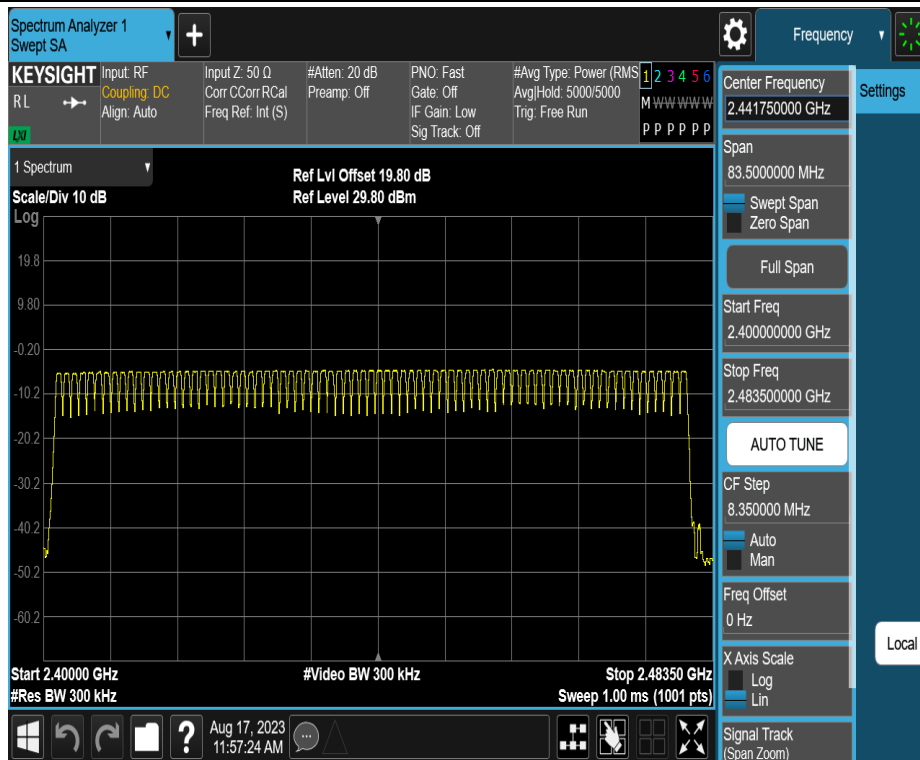 Spectrum Analyzer 1
Swept SA
+
Frequency
KEYSIGHT
R L
LXI
Input: RF
Coupling: DC
Align: Auto
Input Z: 50 Ω
Corr CCorr RCal
Freq Ref: Int (S)
#Atten: 20 dB
Preamp: Off
PNO: Fast
Gate: Off
IF Gain: Low
Sig Track: Off
#Avg Type: Power (RMS
Avg|Hold: 5000/5000
Trig: Free Run
1 2 3 4 5 6
M W W W W W
P P P P P P
1 Spectrum
Scale/Div 10 dB
Log
Ref Lvl Offset 19.80 dB
Ref Level 29.80 dBm
19.8
9.80
-0.20
-10.2
-20.2
-30.2
-40.2
-50.2
-60.2
Start 2.40000 GHz
#Res BW 300 kHz
#Video BW 300 kHz
Stop 2.48350 GHz
Sweep 1.00 ms (1001 pts)
?
Aug 17, 2023
11:57:24 AM
Center Frequency
2.441750000 GHz
Settings
Span
83.5000000 MHz
Swept Span
Zero Span
Full Span
Start Freq
2.400000000 GHz
Stop Freq
2.483500000 GHz
AUTO TUNE
CF Step
8.350000 MHz
Auto
Man
Freq Offset
0 Hz
Local
X Axis Scale
Log
Lin
Signal Track
(Span Zoom)